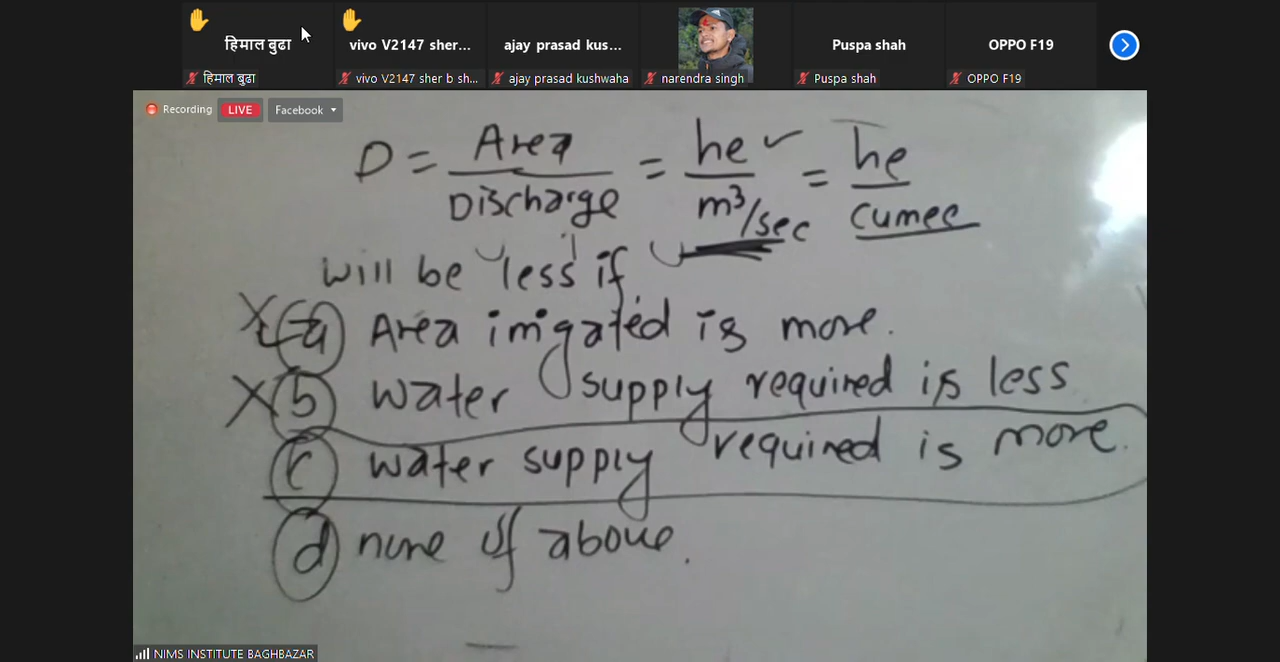 हिमाल बुढा
vivo V2147 sher...
ajay prasad kus...
Puspa shah
OPPO F19
हिमाल बुढा
vivo V2147 sher b sh...
ajay prasad kushwaha
narendra singh
Puspa shah
OPPO F19
Recording
LIVE
Facebook
D = Area / Discharge = he / m³/sec = he / cumec
will be less if
(a) Area irrigated is more.
(b) water supply required is less
(c) water supply required is more.
(d) none of above.
NIMS INSTITUTE BAGHBAZAR